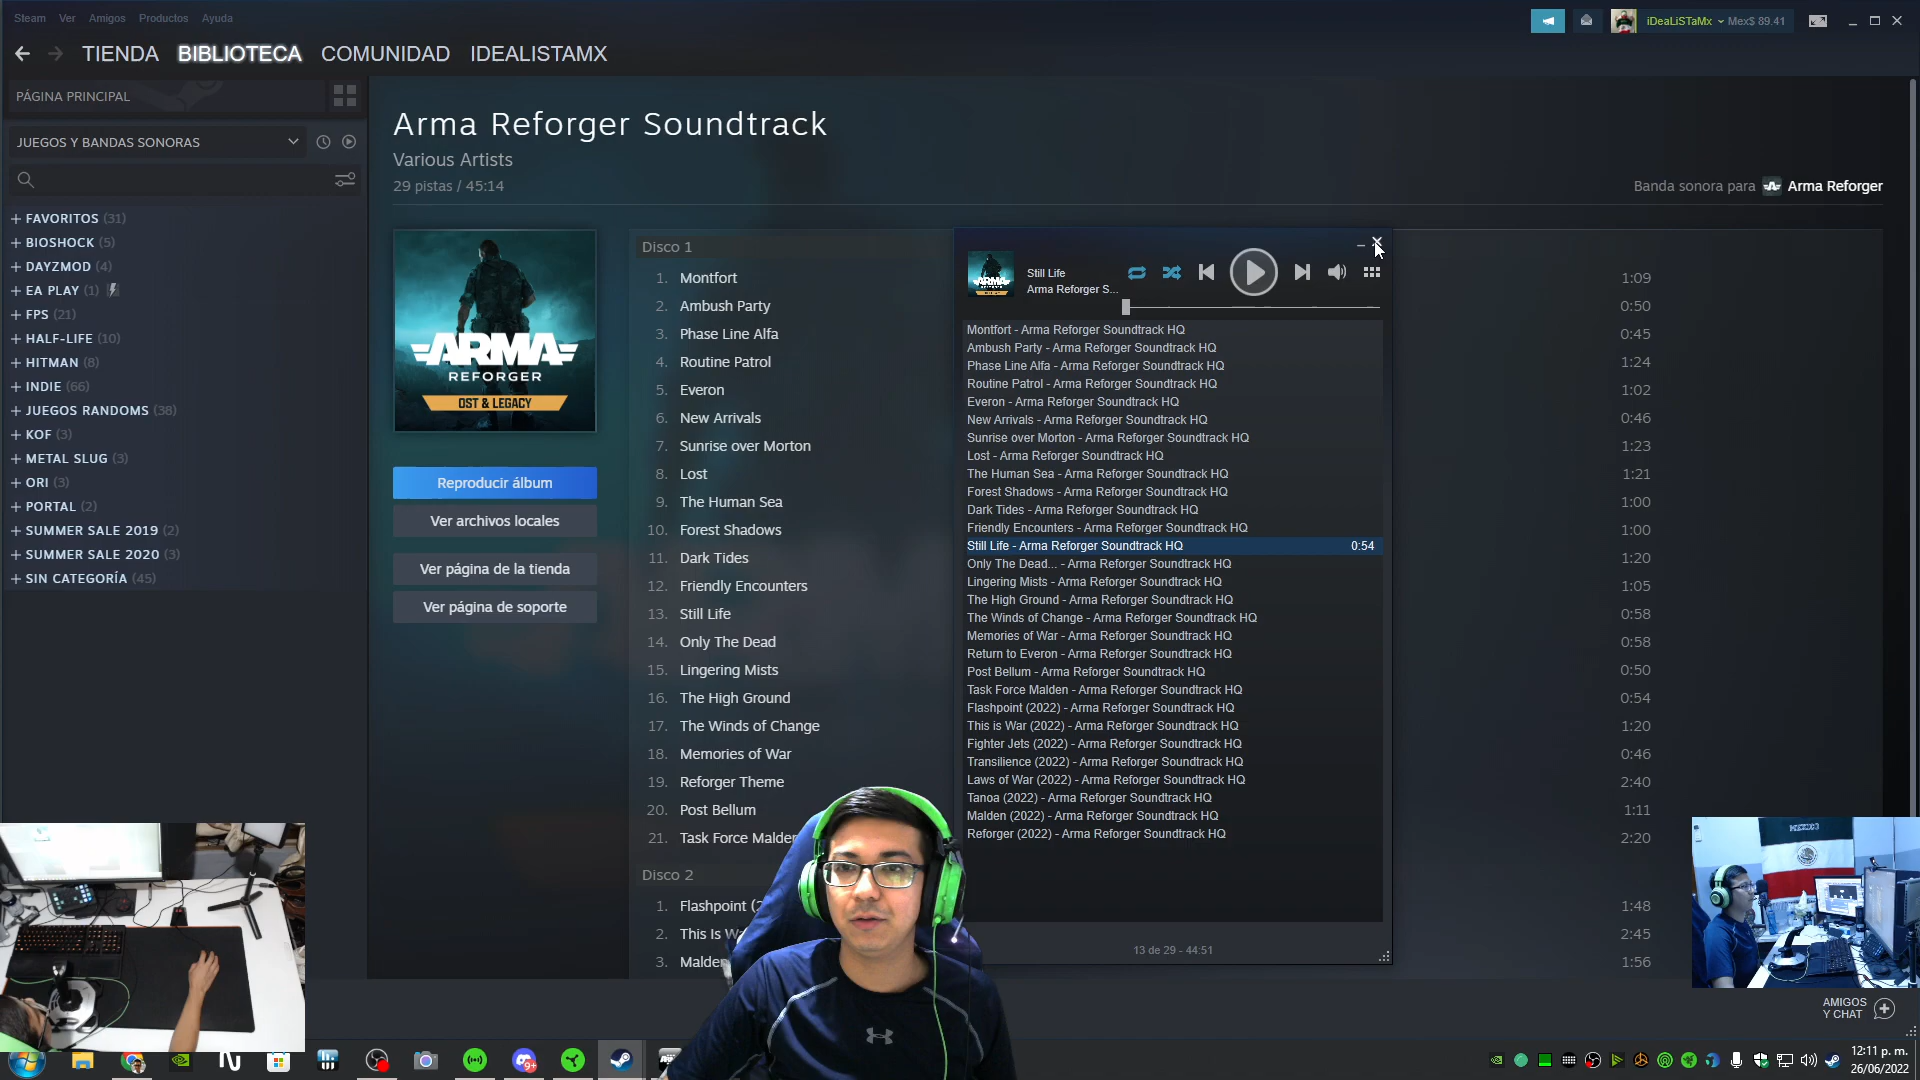 Steam Ver Amigos Productos Ayuda
iDeaLiSTaMx Mex$ 89.41
TIENDA BIBLIOTECA COMUNIDAD IDEALISTAMX
PÁGINA PRINCIPAL
JUEGOS Y BANDAS SONORAS
+ FAVORITOS (31)
+ BIOSHOCK (5)
+ DAYZMOD (4)
+ EA PLAY (1)
+ FPS (21)
+ HALF-LIFE (10)
+ HITMAN (8)
+ INDIE (66)
+ JUEGOS RANDOMS (38)
+ KOF (3)
+ METAL SLUG (3)
+ ORI (3)
+ PORTAL (2)
+ SUMMER SALE 2019 (2)
+ SUMMER SALE 2020 (3)
+ SIN CATEGORÍA (45)
Arma Reforger Soundtrack
Various Artists
29 pistas / 45:14
Banda sonora para Arma Reforger
ARMA
REFORGER
OST & LEGACY
Reproducir álbum
Ver archivos locales
Ver página de la tienda
Ver página de soporte
Disco 1
1. Montfort 1:09
2. Ambush Party 0:50
3. Phase Line Alfa 0:45
4. Routine Patrol 1:24
5. Everon 1:02
6. New Arrivals 0:46
7. Sunrise over Morton 1:23
8. Lost 1:21
9. The Human Sea 1:00
10. Forest Shadows 1:00
11. Dark Tides 1:20
12. Friendly Encounters 1:05
13. Still Life 0:58
14. Only The Dead 0:58
15. Lingering Mists 0:50
16. The High Ground 0:54
17. The Winds of Change 1:20
18. Memories of War 0:46
19. Reforger Theme 2:40
20. Post Bellum 1:11
21. Task Force Malden 2:20
Disco 2
1. Flashpoint (2 1:48
2. This Is W 2:45
3. Malden 1:56
Still Life
Arma Reforger S...
ARMA
Montfort - Arma Reforger Soundtrack HQ
Ambush Party - Arma Reforger Soundtrack HQ
Phase Line Alfa - Arma Reforger Soundtrack HQ
Routine Patrol - Arma Reforger Soundtrack HQ
Everon - Arma Reforger Soundtrack HQ
New Arrivals - Arma Reforger Soundtrack HQ
Sunrise over Morton - Arma Reforger Soundtrack HQ
Lost - Arma Reforger Soundtrack HQ
The Human Sea - Arma Reforger Soundtrack HQ
Forest Shadows - Arma Reforger Soundtrack HQ
Dark Tides - Arma Reforger Soundtrack HQ
Friendly Encounters - Arma Reforger Soundtrack HQ
Still Life - Arma Reforger Soundtrack HQ 0:54
Only The Dead... - Arma Reforger Soundtrack HQ
Lingering Mists - Arma Reforger Soundtrack HQ
The High Ground - Arma Reforger Soundtrack HQ
The Winds of Change - Arma Reforger Soundtrack HQ
Memories of War - Arma Reforger Soundtrack HQ
Return to Everon - Arma Reforger Soundtrack HQ
Post Bellum - Arma Reforger Soundtrack HQ
Task Force Malden - Arma Reforger Soundtrack HQ
Flashpoint (2022) - Arma Reforger Soundtrack HQ
This is War (2022) - Arma Reforger Soundtrack HQ
Fighter Jets (2022) - Arma Reforger Soundtrack HQ
Transilience (2022) - Arma Reforger Soundtrack HQ
Laws of War (2022) - Arma Reforger Soundtrack HQ
Tanoa (2022) - Arma Reforger Soundtrack HQ
Malden (2022) - Arma Reforger Soundtrack HQ
Reforger (2022) - Arma Reforger Soundtrack HQ
13 de 29 - 44:51
MEXICO
AMIGOS
Y CHAT
9+
12:11 p. m.
26/06/2022